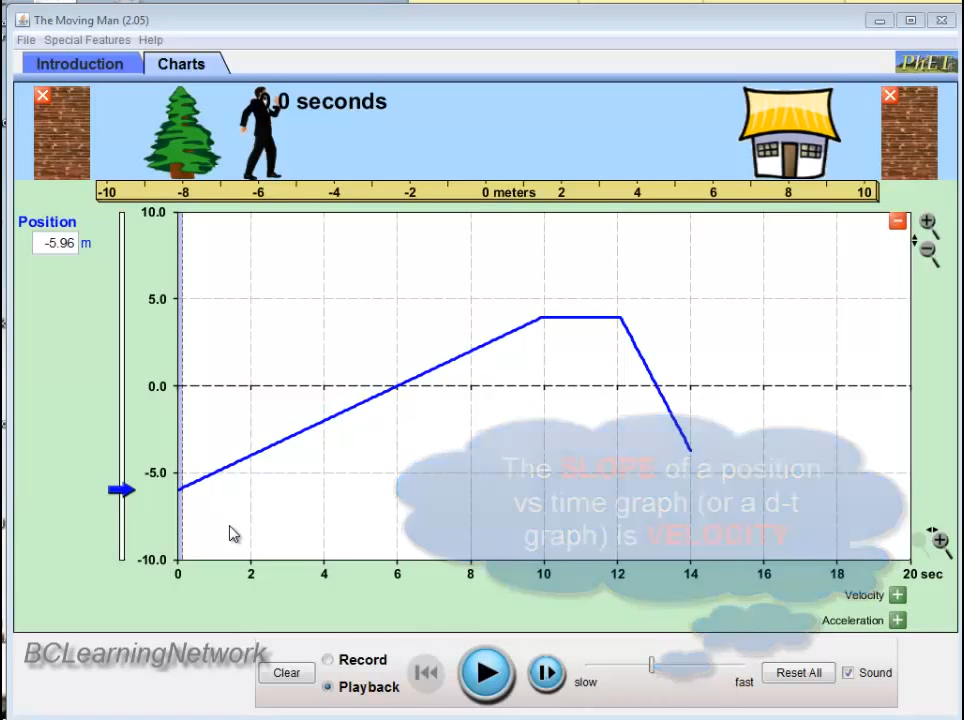 The Moving Man (2.05)
File Special Features Help
Introduction Charts
PhET
0 seconds
-10 -8 -6 -4 -2 0 meters 2 4 6 8 10
Position
-5.96 m
10.0
5.0
0.0
-5.0
-10.0
The SLOPE of a position
vs time graph (or a d-t
graph) is VELOCITY
0 2 4 6 8 10 12 14 16 18 20 sec
Velocity
Acceleration
BCLearningNetwork
Clear
Record
Playback
slow
fast
Reset All
Sound